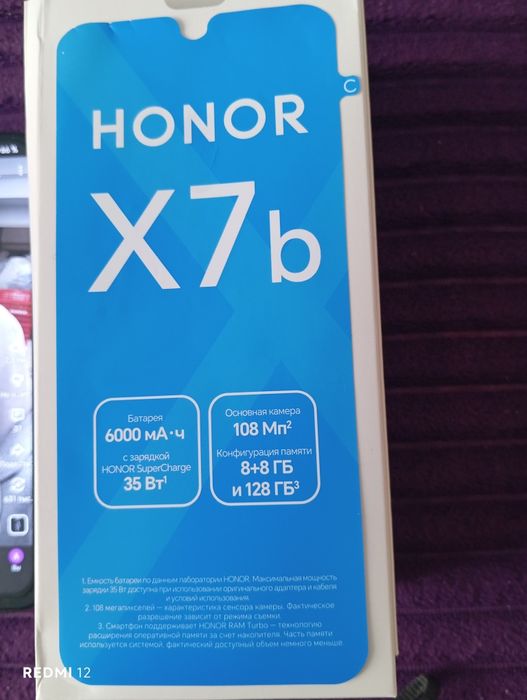 C
HONOR
X7b
Батарея
6000 мА·ч
с зарядкой
HONOR SuperCharge
35 Вт¹
Основная камера
108 Мп²
Конфигурация памяти
8+8 ГБ
и 128 ГБ³
1. Емкость батареи по данным лаборатории HONOR. Максимальная мощность
зарядки 35 Вт доступна при использовании оригинального адаптера и кабеля
и условий использования.
2. 108 мегапикселей — характеристика сенсора камеры. Фактическое
разрешение зависит от режима съемки.
3. Смартфон поддерживает HONOR RAM Turbo — технологию
расширения оперативной памяти за счет накопителя. Часть памяти
используется системой, фактический доступный объем немного меньше.
REDMI 12